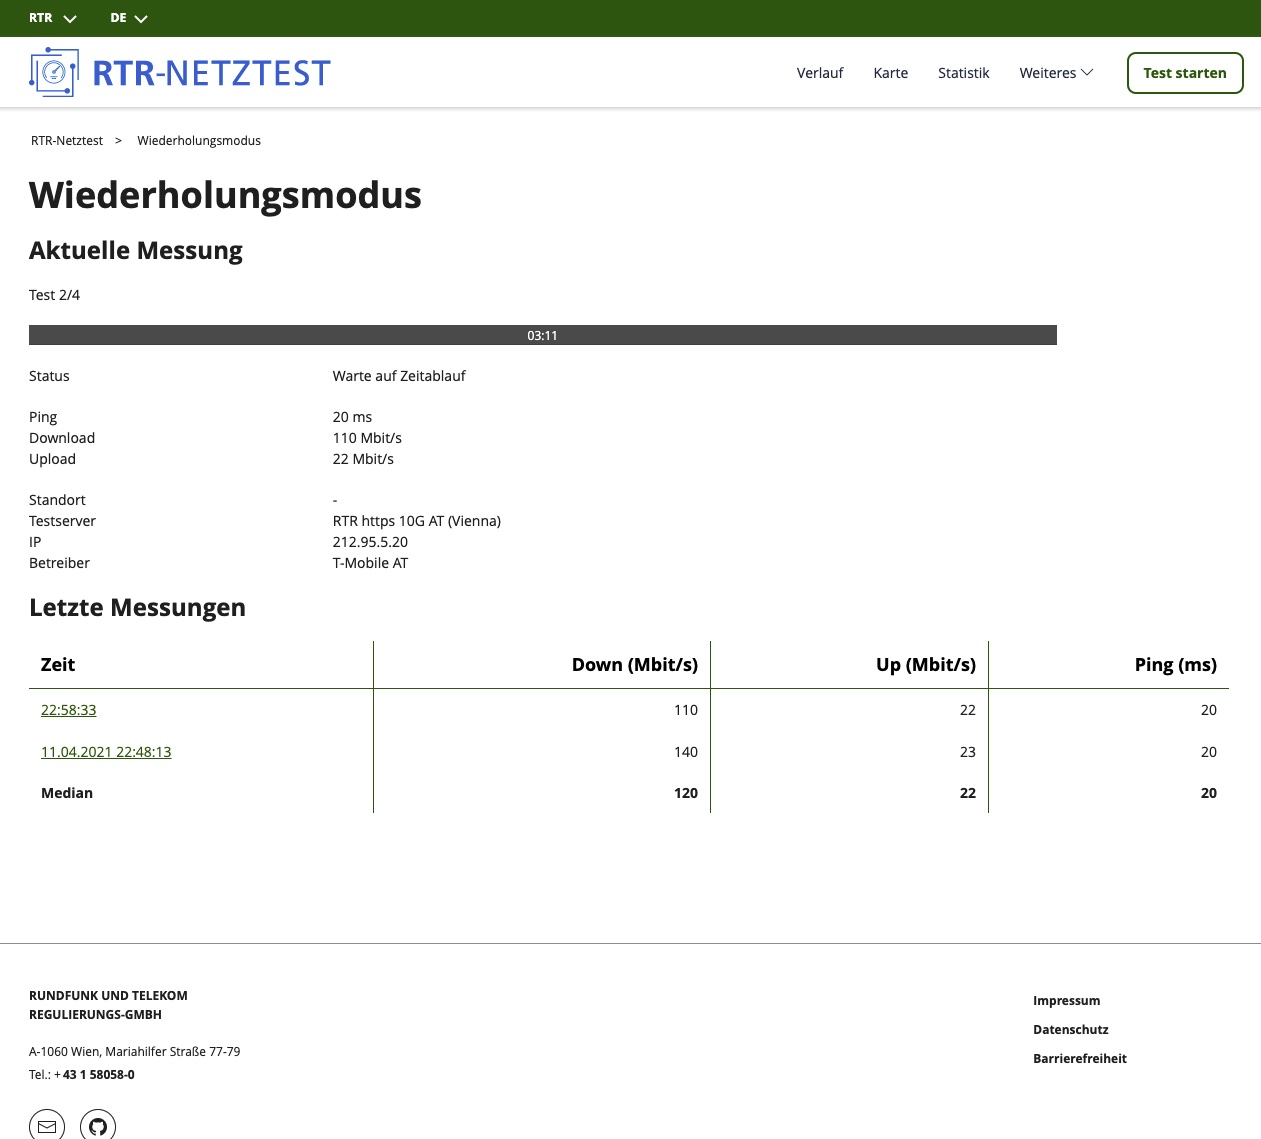 RTR DE
RTR-NETZTEST
Verlauf Karte Statistik Weiteres Test starten
RTR-Netztest > Wiederholungsmodus
Wiederholungsmodus
Aktuelle Messung
Test 2/4
03:11
Status Warte auf Zeitablauf
Ping 20 ms
Download 110 Mbit/s
Upload 22 Mbit/s
Standort -
Testserver RTR https 10G AT (Vienna)
IP 212.95.5.20
Betreiber T-Mobile AT
Letzte Messungen
Zeit Down (Mbit/s) Up (Mbit/s) Ping (ms)
22:58:33 110 22 20
11.04.2021 22:48:13 140 23 20
Median 120 22 20
RUNDFUNK UND TELEKOM
REGULIERUNGS-GMBH
A-1060 Wien, Mariahilfer Straße 77-79
Tel.: +43 1 58058-0
Impressum
Datenschutz
Barrierefreiheit